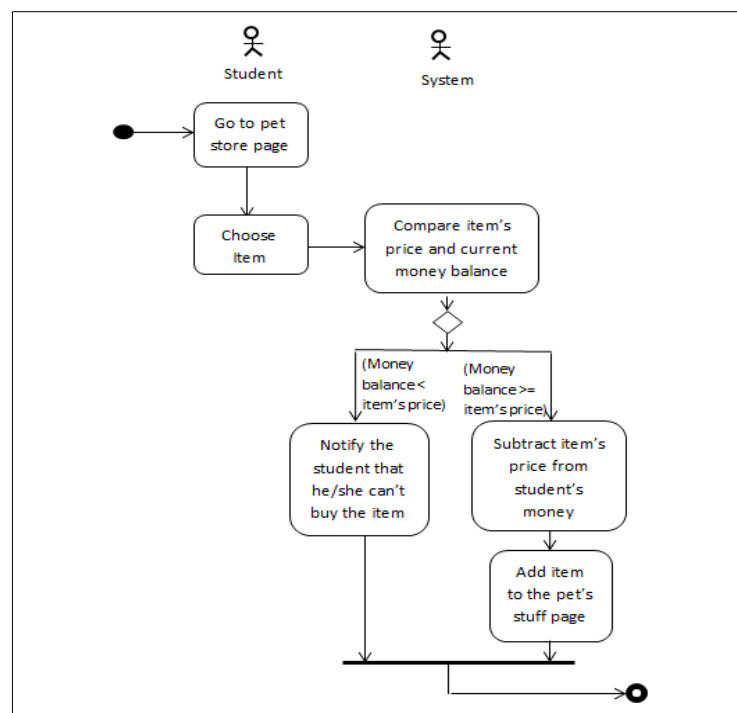 Student
System
Go to pet
store page
Choose
Item
Compare item's
price and current
money balance
(Money
balance <
item's price)
(Money
balance >=
item's price)
Notify the
student that
he/she can't
buy the item
Subtract item's
price from
student's
money
Add item
to the pet's
stuff page